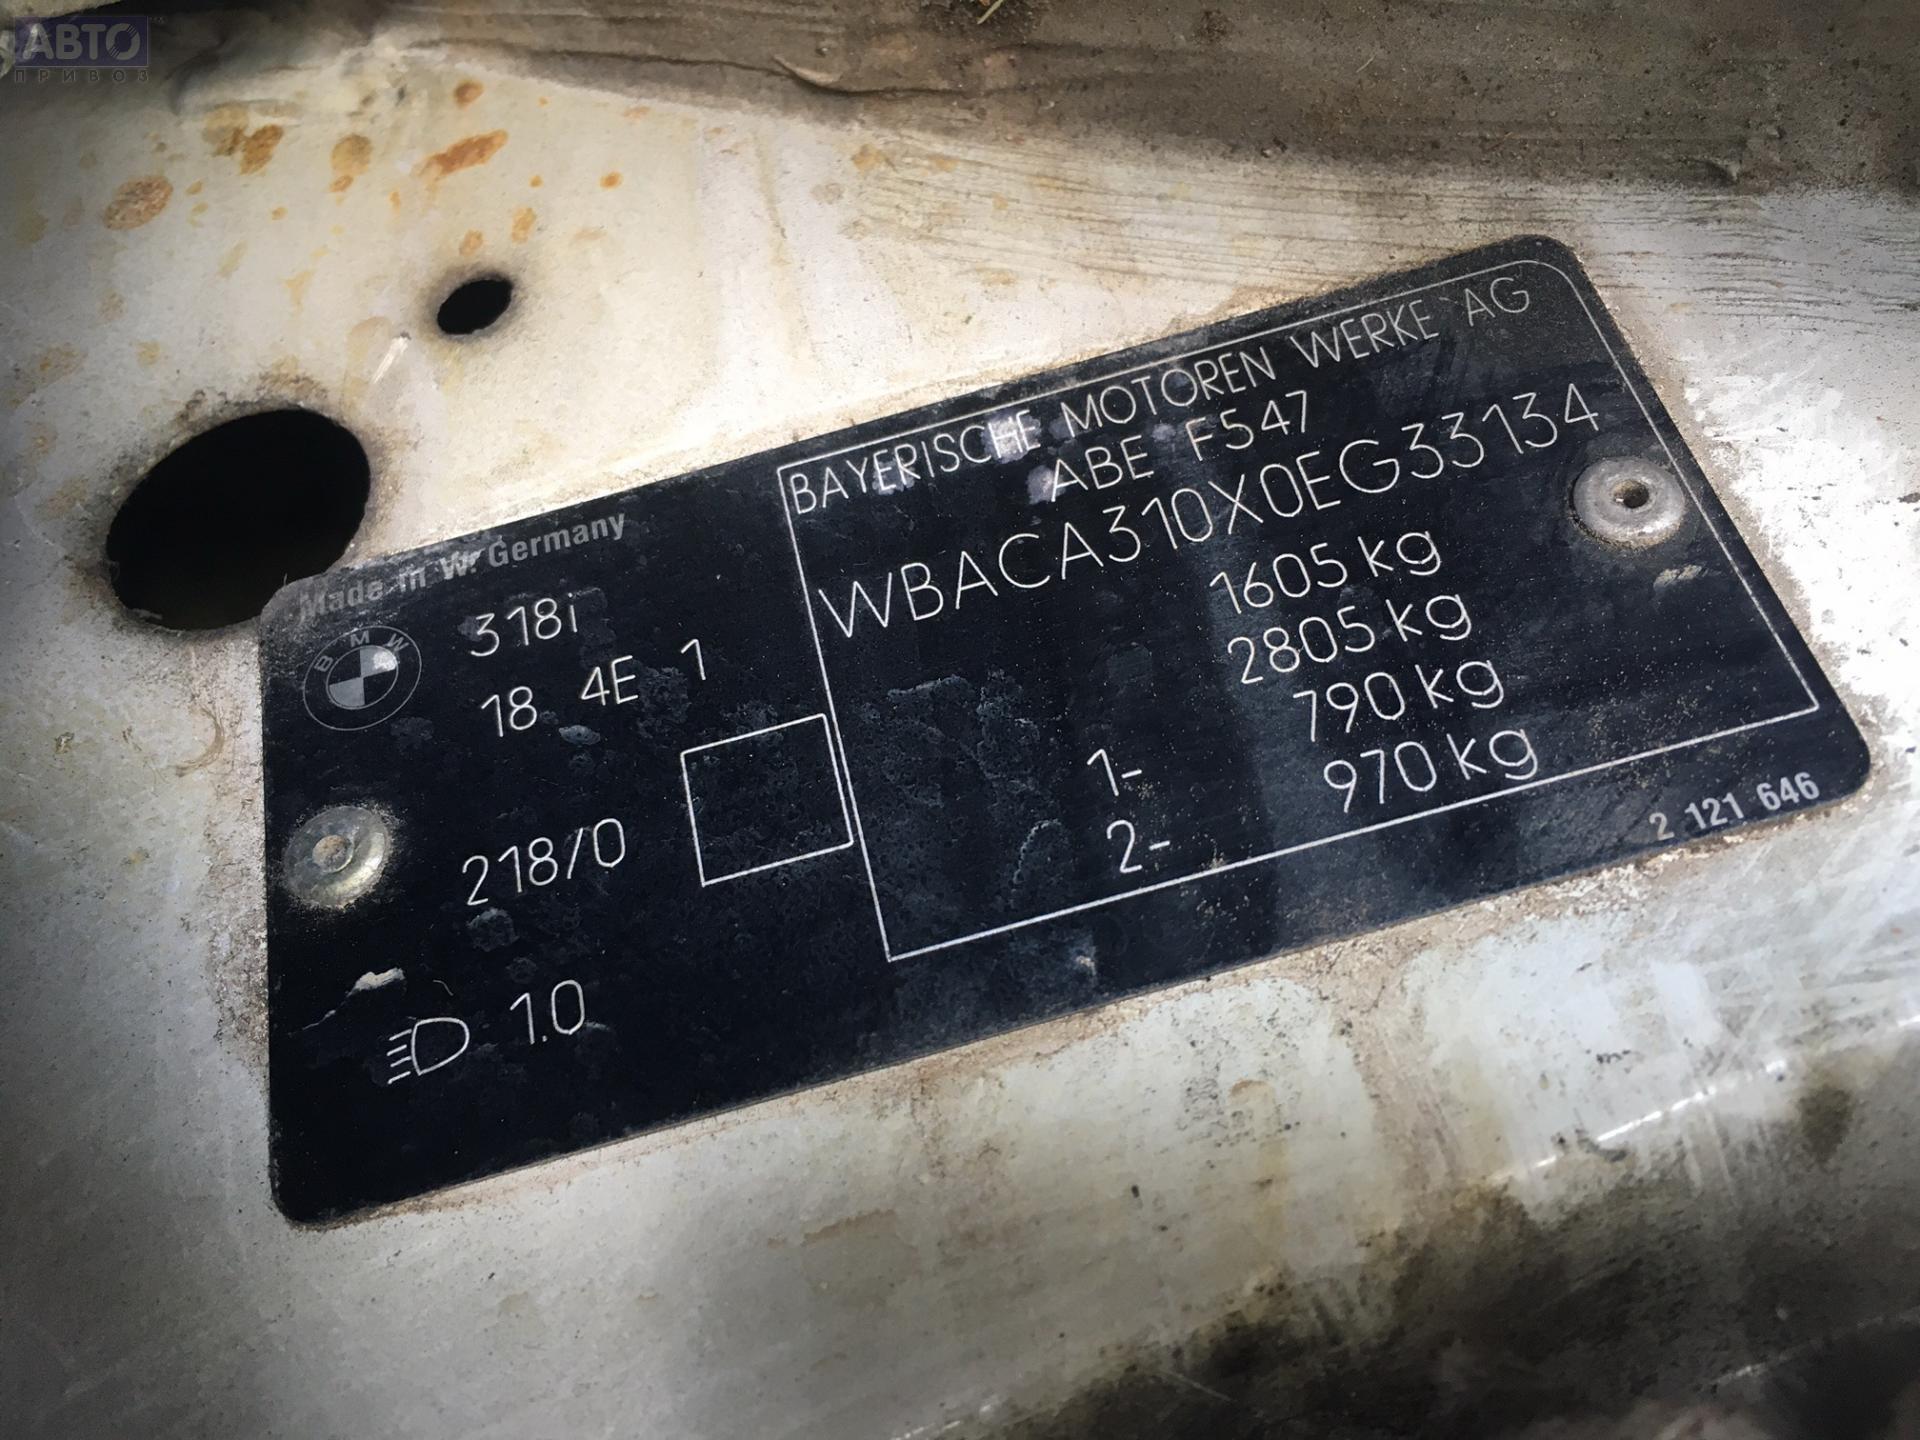 АВТО
ПРИВОЗ
Made in W. Germany
BMW
318i
18 4E 1
218/0
1.0
BAYERISCHE MOTOREN WERKE AG
ABE F547
WBACA310X0EG33134
1605 kg
2805 kg
1- 790 kg
2- 970 kg
2 121 646